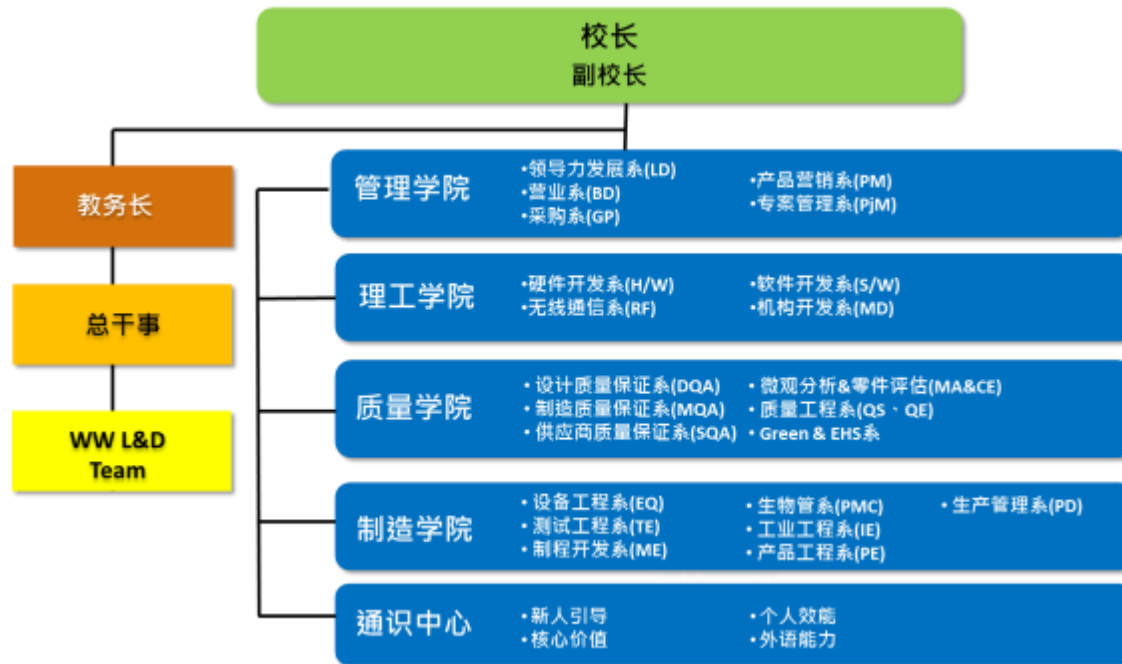 校长
副校长
教务长
总干事
WW L&D
Team
管理学院
•领导力发展系(LD)
•营业系(BD)
•采购系(GP)
•产品营销系(PM)
•专案管理系(PjM)
理工学院
•硬件开发系(H/W)
•无线通信系(RF)
•软件开发系(S/W)
•机构开发系(MD)
质量学院
• 设计质量保证系(DQA)
• 制造质量保证系(MQA)
• 供应商质量保证系(SQA)
• 微观分析&零件评估(MA&CE)
• 质量工程系(QS、QE)
• Green & EHS系
制造学院
• 设备工程系(EQ)
• 测试工程系(TE)
• 制程开发系(ME)
• 生物管系(PMC)
• 工业工程系(IE)
• 产品工程系(PE)
• 生产管理系(PD)
通识中心
•新人引导
•核心价值
•个人效能
•外语能力